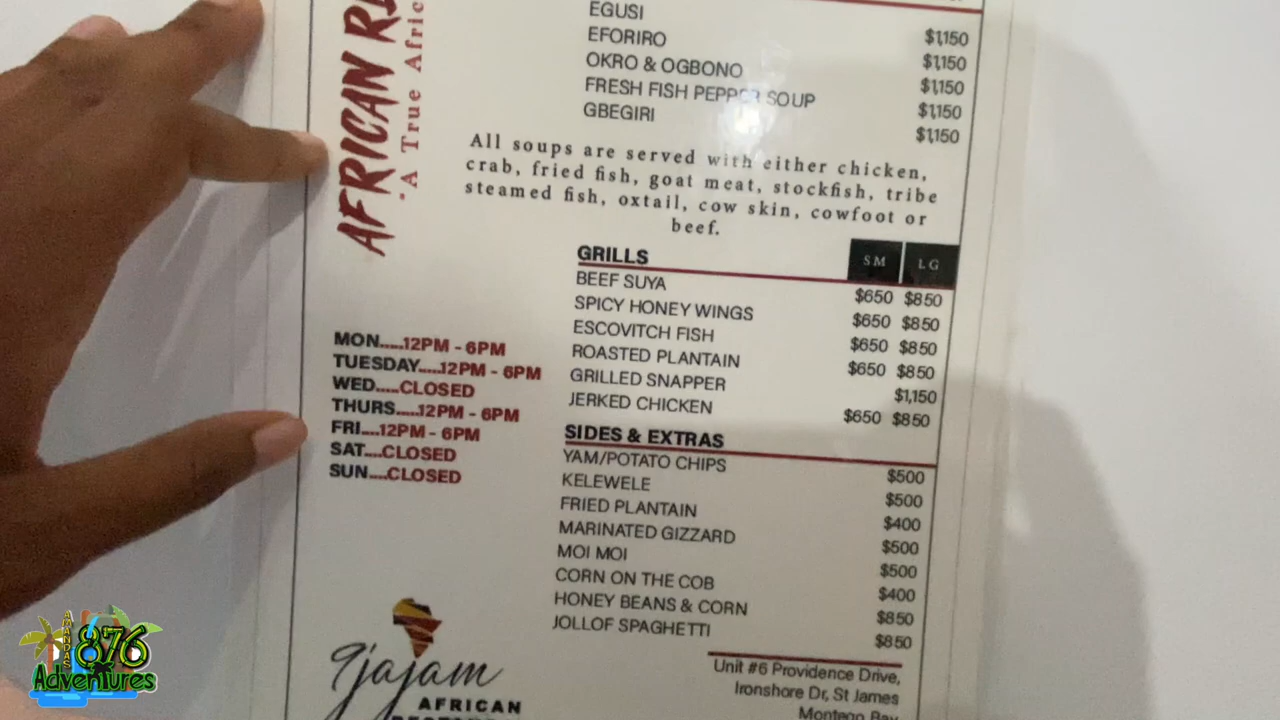 EGUSI $1,150
EFORIRO $1,150
OKRO & OGBONO $1,150
FRESH FISH PEPPER SOUP $1,150
GBEGIRI $1,150
All soups are served with either chicken,
crab, fried fish, goat meat, stockfish, tribe
steamed fish, oxtail, cow skin, cowfoot or
beef.
GRILLS SM LG
BEEF SUYA $650 $850
SPICY HONEY WINGS $650 $850
ESCOVITCH FISH $650 $850
ROASTED PLANTAIN $650 $850
GRILLED SNAPPER $1,150
JERKED CHICKEN $650 $850
SIDES & EXTRAS
YAM/POTATO CHIPS $500
KELEWELE $500
FRIED PLANTAIN $400
MARINATED GIZZARD $500
MOI MOI $500
CORN ON THE COB $400
HONEY BEANS & CORN $850
JOLLOF SPAGHETTI $850
Unit #6 Providence Drive,
Ironshore Dr, St James
Montego Bay
AFRICAN
"A True
MON.....12PM - 6PM
TUESDAY.....12PM - 6PM
WED.....CLOSED
THURS.....12PM - 6PM
FRI....12PM - 6PM
SAT....CLOSED
SUN....CLOSED
9jajam
AFRICAN
AMANDAS
876
Adventures